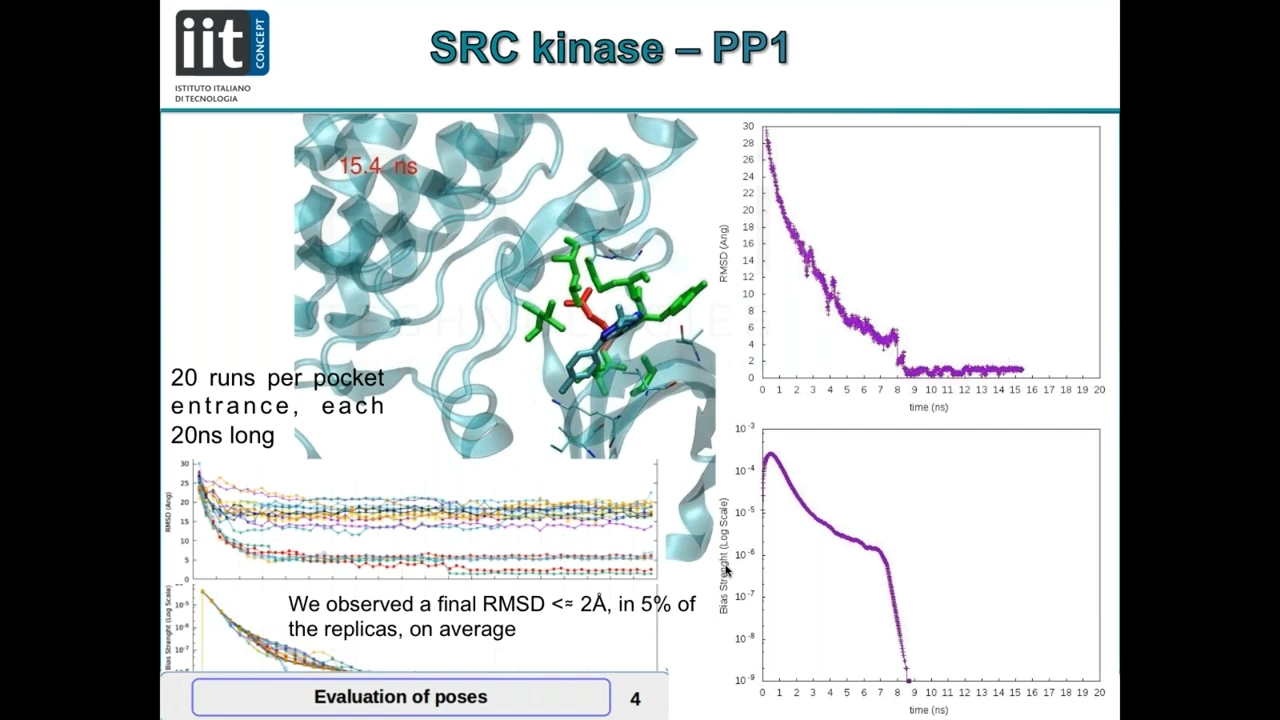 iit
CONCEPT
ISTITUTO ITALIANO
DI TECNOLOGIA
SRC kinase – PP1
15.4 ns
20 runs per pocket
entrance, each
20ns long
30
25
20
15
10
5
0
RMSD (Ang)
We observed a final RMSD <≈ 2Å, in 5% of
the replicas, on average
10-5
10-6
10-7
Bias Strenght (Log Scale)
Evaluation of poses
4
30
28
26
24
22
20
18
16
14
12
10
8
6
4
2
0
RMSD (Ang)
0 1 2 3 4 5 6 7 8 9 10 11 12 13 14 15 16 17 18 19 20
time (ns)
10-3
10-4
10-5
10-6
10-7
10-8
10-9
Bias Strenght (Log Scale)
0 1 2 3 4 5 6 7 8 9 10 11 12 13 14 15 16 17 18 19 20
time (ns)